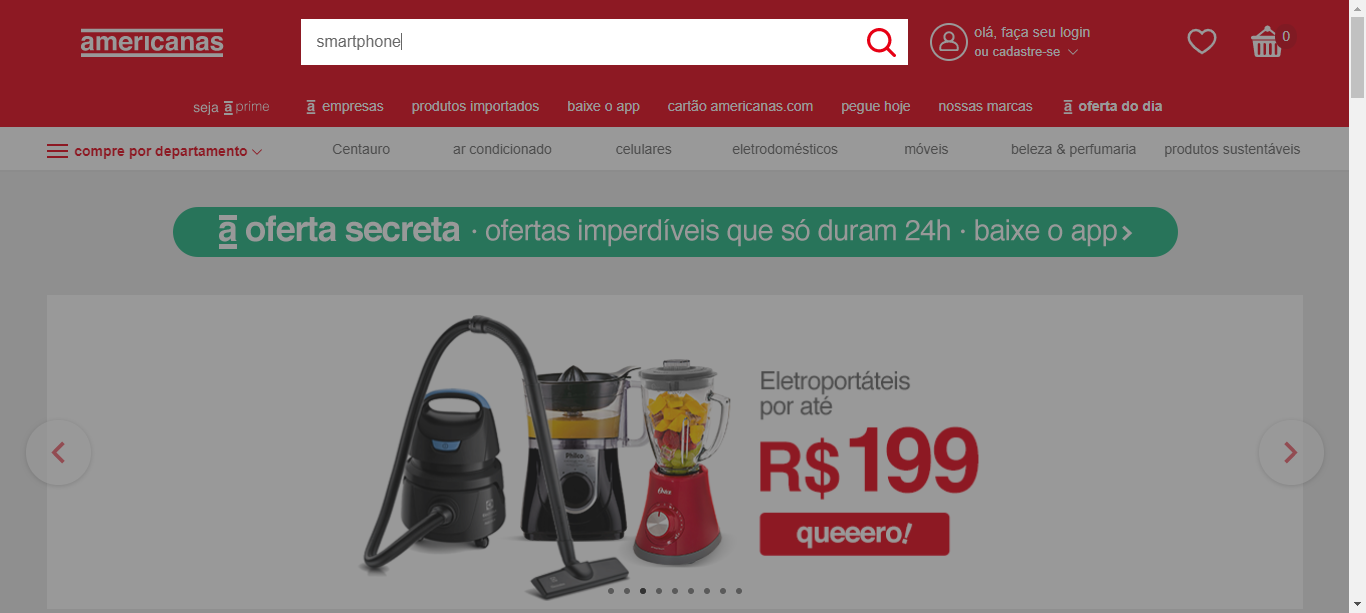 americanas
smartphone
olá, faça seu login
ou cadastre-se
0
seja a prime
a empresas
produtos importados
baixe o app
cartão americanas.com
pegue hoje
nossas marcas
a oferta do dia
compre por departamento
Centauro
ar condicionado
celulares
eletrodomésticos
móveis
beleza & perfumaria
produtos sustentáveis
a oferta secreta · ofertas imperdíveis que só duram 24h · baixe o app
Eletroportáteis
por até
R$199
queeero!
Philco
Oster